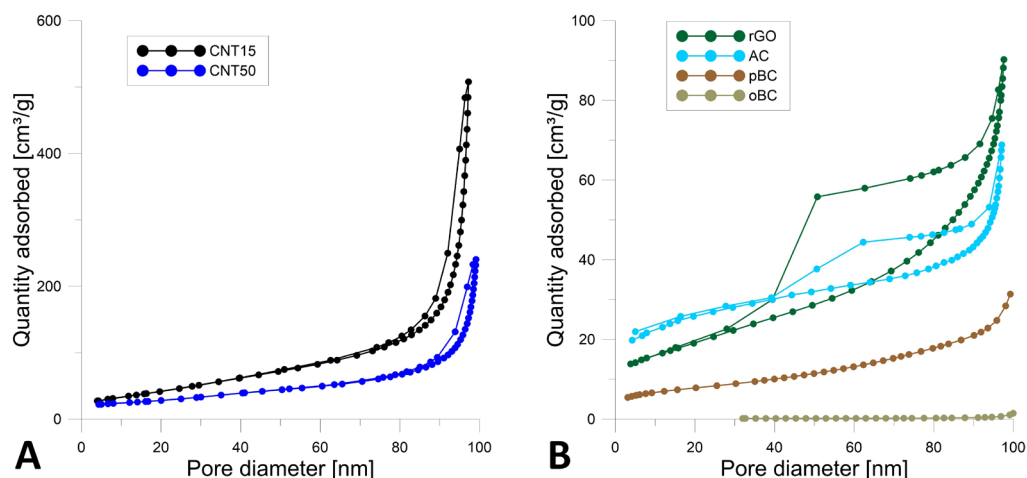 600
400
200
0
0
20
40
60
80
100
Quantity adsorbed [cm³/g]
Pore diameter [nm]
CNT15
CNT50
A
100
80
60
40
20
0
0
20
40
60
80
100
Quantity adsorbed [cm³/g]
Pore diameter [nm]
rGO
AC
pBC
oBC
B